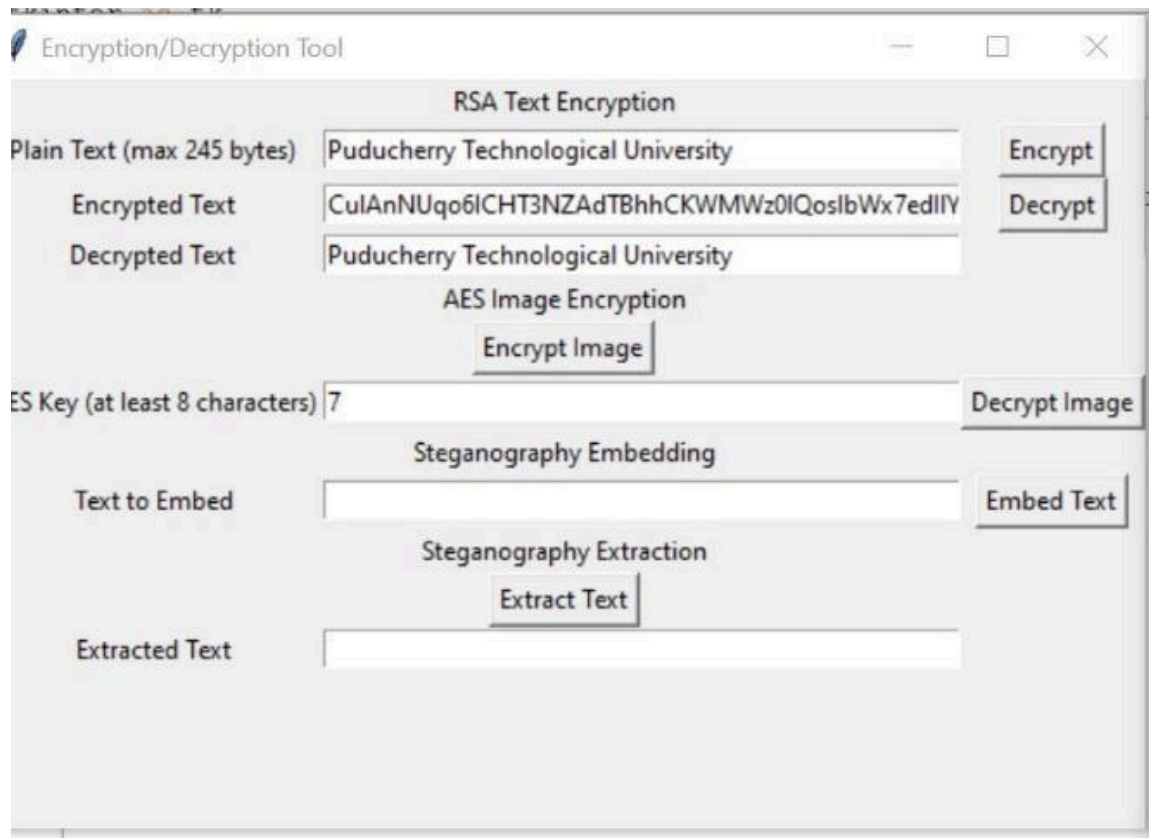 Encryption/Decryption Tool
RSA Text Encryption
Plain Text (max 245 bytes) Puducherry Technological University Encrypt
Encrypted Text Decrypt
Decrypted Text Puducherry Technological University
AES Image Encryption
Encrypt Image
ES Key (at least 8 characters) 7 Decrypt Image
Steganography Embedding
Text to Embed Embed Text
Steganography Extraction
Extract Text
Extracted Text